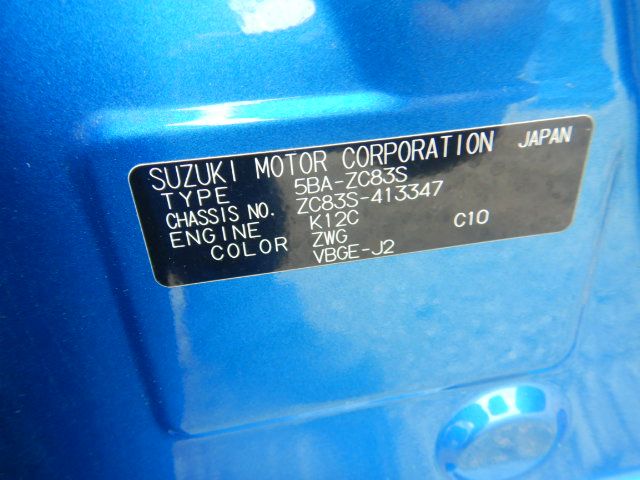 SUZUKI MOTOR CORPORATION JAPAN
TYPE 5BA-ZC83S
CHASSIS NO. ZC83S-413347
ENGINE K12C C10
COLOR ZWG
VBGE-J2